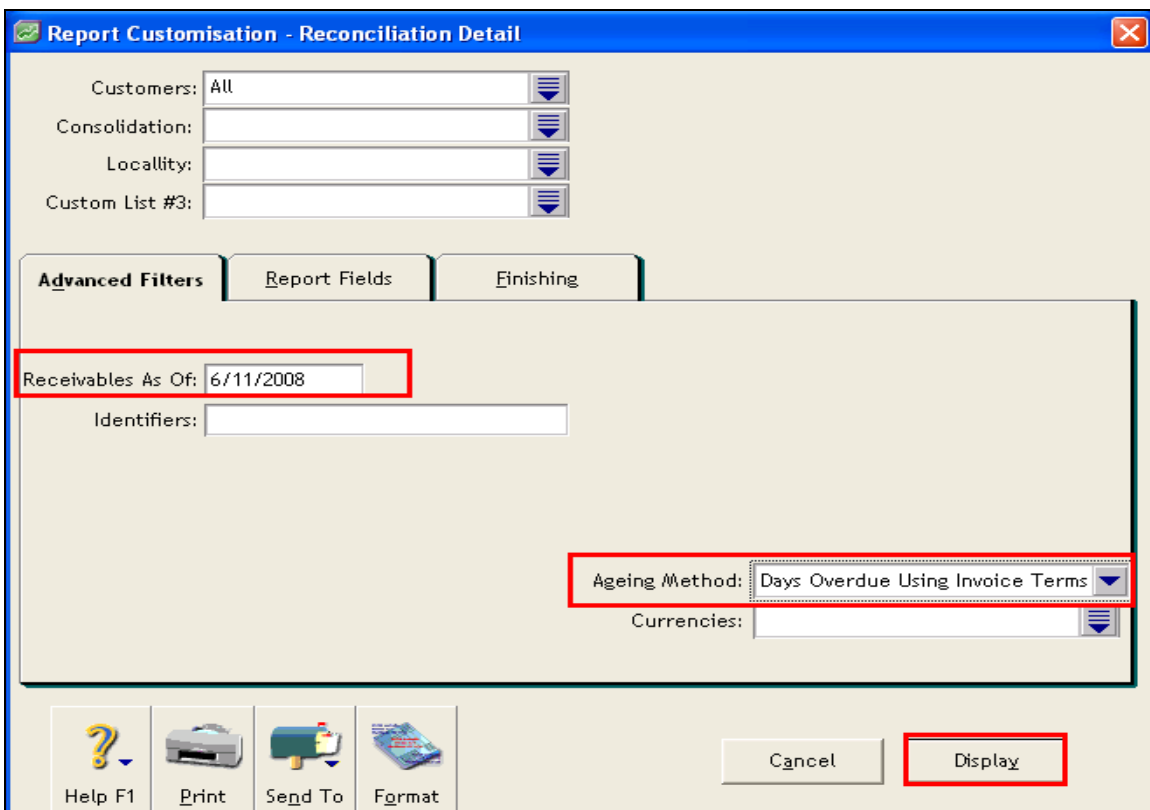 Report Customisation - Reconciliation Detail
Customers: All
Consolidation:
Locallity:
Custom List #3:
Advanced Filters Report Fields Finishing
Receivables As Of: 6/11/2008
Identifiers:
Ageing Method: Days Overdue Using Invoice Terms
Currencies:
Cancel Display
Help F1 Print Send To Format